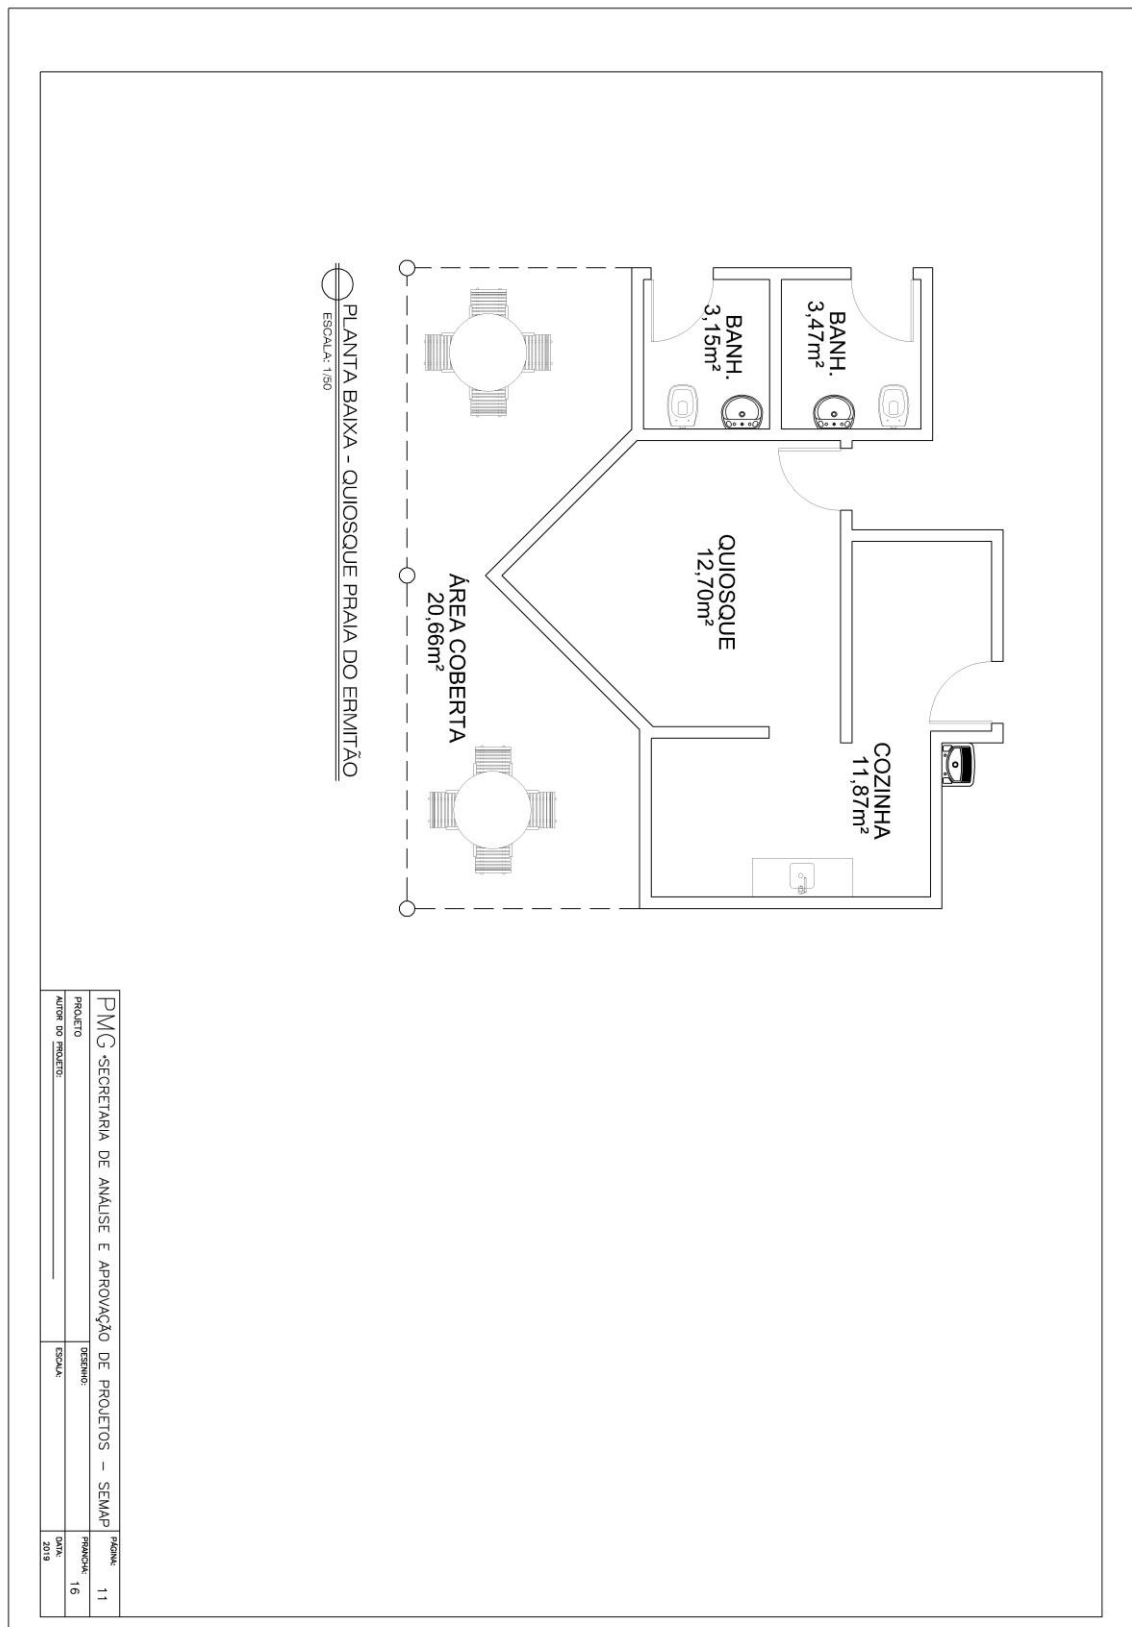 BANH.
3,47m²
BANH.
3,15m²
QUIOSQUE
12,70m²
COZINHA
11,87m²
ÁREA COBERTA
20,66m²
PLANTA BAIXA - QUIOSQUE PRAIA DO ERMITÃO
ESCALA: 1/50
PMG •SECRETARIA DE ANÁLISE E APROVAÇÃO DE PROJETOS - SEMAP
PÁGINA: 11
PROJETO
DESENHO:
PRANCHA: 16
AUTOR DO PROJETO:
ESCALA:
DATA:
2019